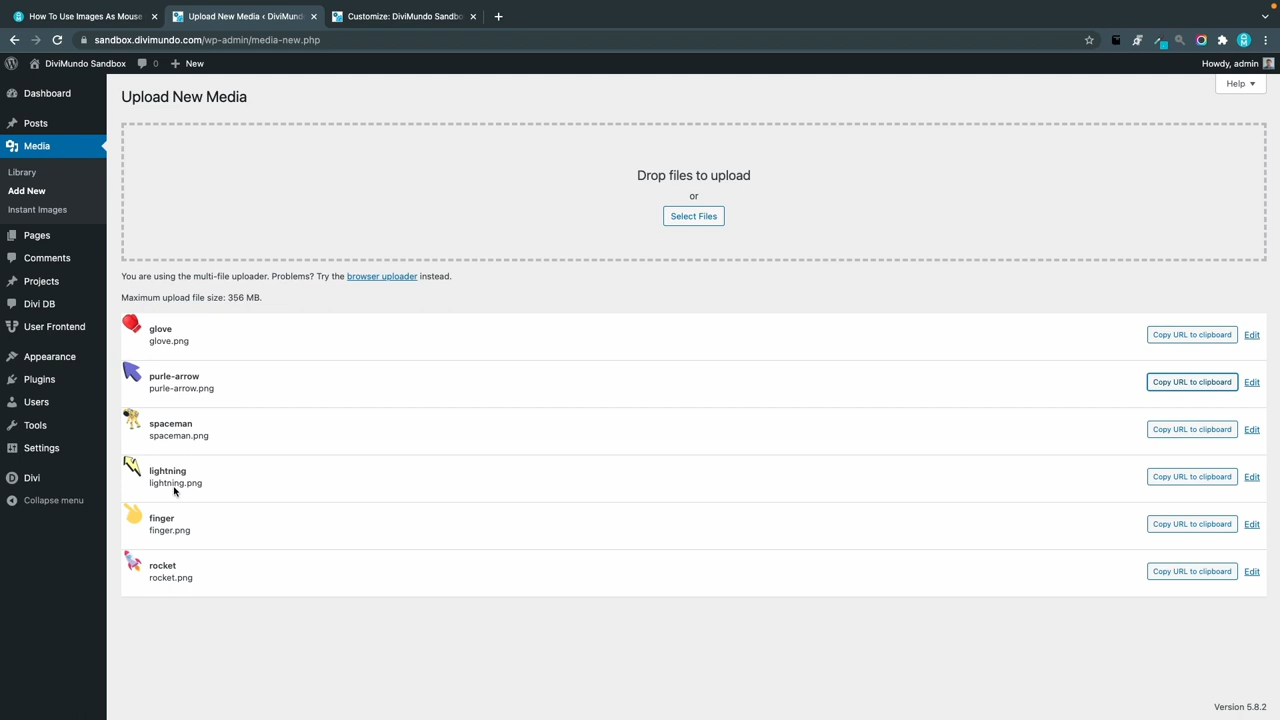 How To Use Images As Mouse
Upload New Media ‹ DiviMund
Customize: DiviMundo Sandbo
sandbox.divimundo.com/wp-admin/media-new.php
DiviMundo Sandbox
0
New
Howdy, admin
Dashboard
Posts
Media
Library
Add New
Instant Images
Pages
Comments
Projects
Divi DB
User Frontend
Appearance
Plugins
Users
Tools
Settings
Divi
Collapse menu
Help
Upload New Media
Drop files to upload
or
Select Files
You are using the multi-file uploader. Problems? Try the browser uploader instead.
Maximum upload file size: 356 MB.
glove
glove.png
Copy URL to clipboard Edit
purle-arrow
purle-arrow.png
Copy URL to clipboard Edit
spaceman
spaceman.png
Copy URL to clipboard Edit
lightning
lightning.png
Copy URL to clipboard Edit
finger
finger.png
Copy URL to clipboard Edit
rocket
rocket.png
Copy URL to clipboard Edit
Version 5.8.2